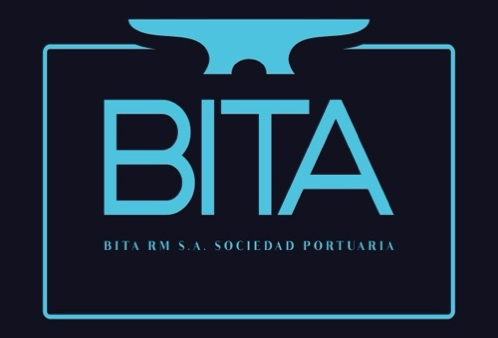 BITA
BITA RM S.A. SOCIEDAD PORTUARIA